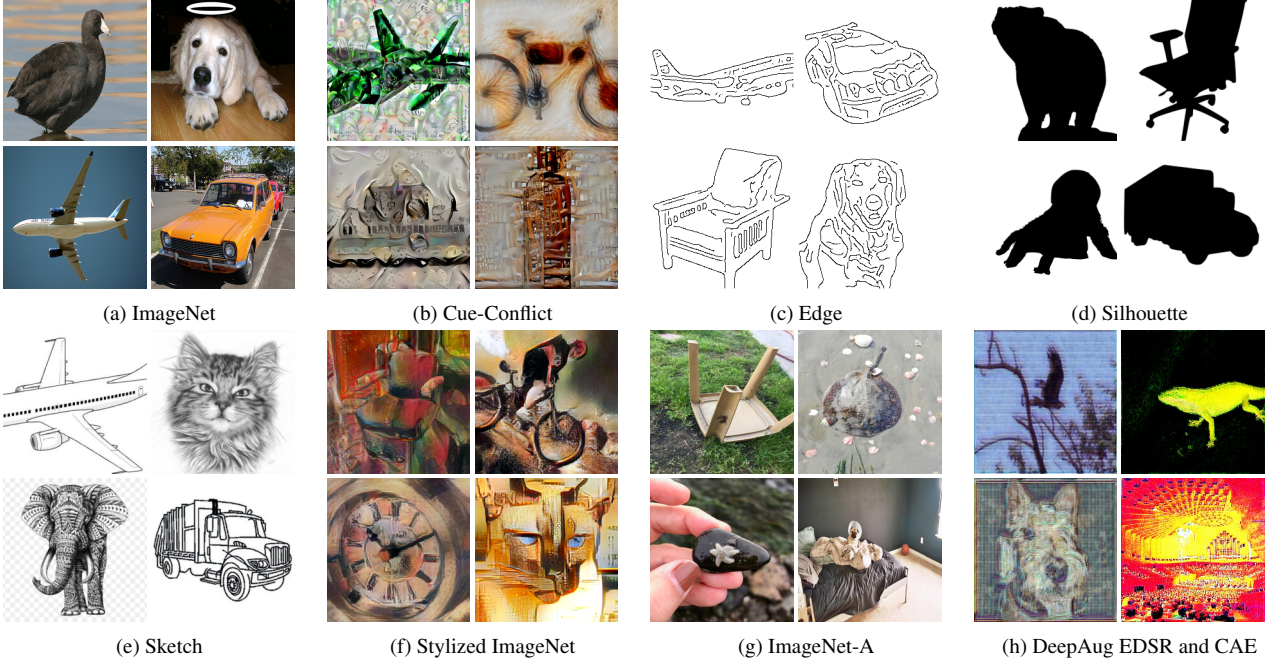 (a) ImageNet
(b) Cue-Conflict
(c) Edge
(d) Silhouette
(e) Sketch
(f) Stylized ImageNet
(g) ImageNet-A
(h) DeepAug EDSR and CAE